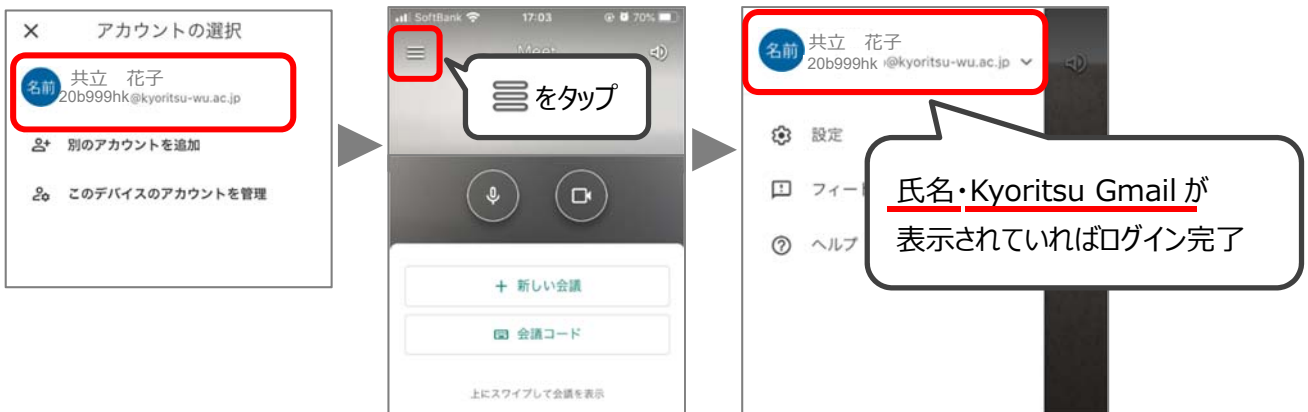 アカウントの選択
名前
共立 花子
20b999hk@kyoritsu-wu.ac.jp
別のアカウントを追加
このデバイスのアカウントを管理
SoftBank 17:03 70%
Meet
をタップ
新しい会議
会議コード
上にスワイプして会議を表示
名前
共立 花子
20b999hk @kyoritsu-wu.ac.jp
設定
フィー
ヘルプ
氏名・Kyoritsu Gmail が
表示されていればログイン完了